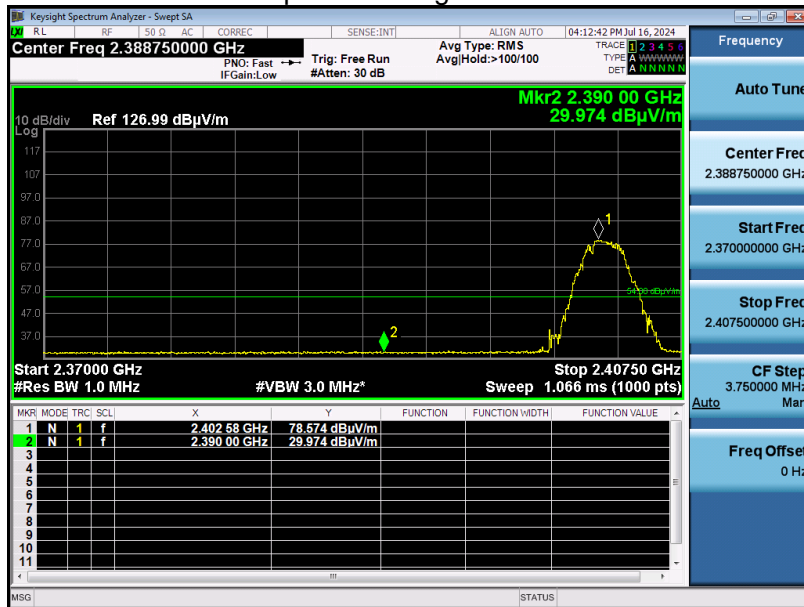 Keysight Spectrum Analyzer - Swept SA
LXI RL RF 50 Ω AC CORREC SENSE:INT ALIGN AUTO 04:12:42 PM Jul 16, 2024
Center Freq 2.388750000 GHz
PNO: Fast
IFGain:Low
Trig: Free Run
#Atten: 30 dB
Avg Type: RMS
Avg|Hold:>100/100
TRACE 1 2 3 4 5 6
TYPE A WWWWW
DET A N N N N N
Mkr2 2.390 00 GHz
29.974 dBµV/m
10 dB/div Ref 126.99 dBµV/m
Log
117
107
97.0
87.0
77.0
67.0
57.0
47.0
37.0
1
54.00 dBµV/m
2
Start 2.37000 GHz Stop 2.40750 GHz
#Res BW 1.0 MHz #VBW 3.0 MHz* Sweep 1.066 ms (1000 pts)
MKR MODE TRC SCL X Y FUNCTION FUNCTION WIDTH FUNCTION VALUE
1 N 1 f 2.402 58 GHz 78.574 dBµV/m
2 N 1 f 2.390 00 GHz 29.974 dBµV/m
3
4
5
6
7
8
9
10
11
MSG STATUS
Frequency
Auto Tune
Center Freq
2.388750000 GHz
Start Freq
2.370000000 GHz
Stop Freq
2.407500000 GHz
CF Step
3.750000 MHz
Auto Man
Freq Offset
0 Hz